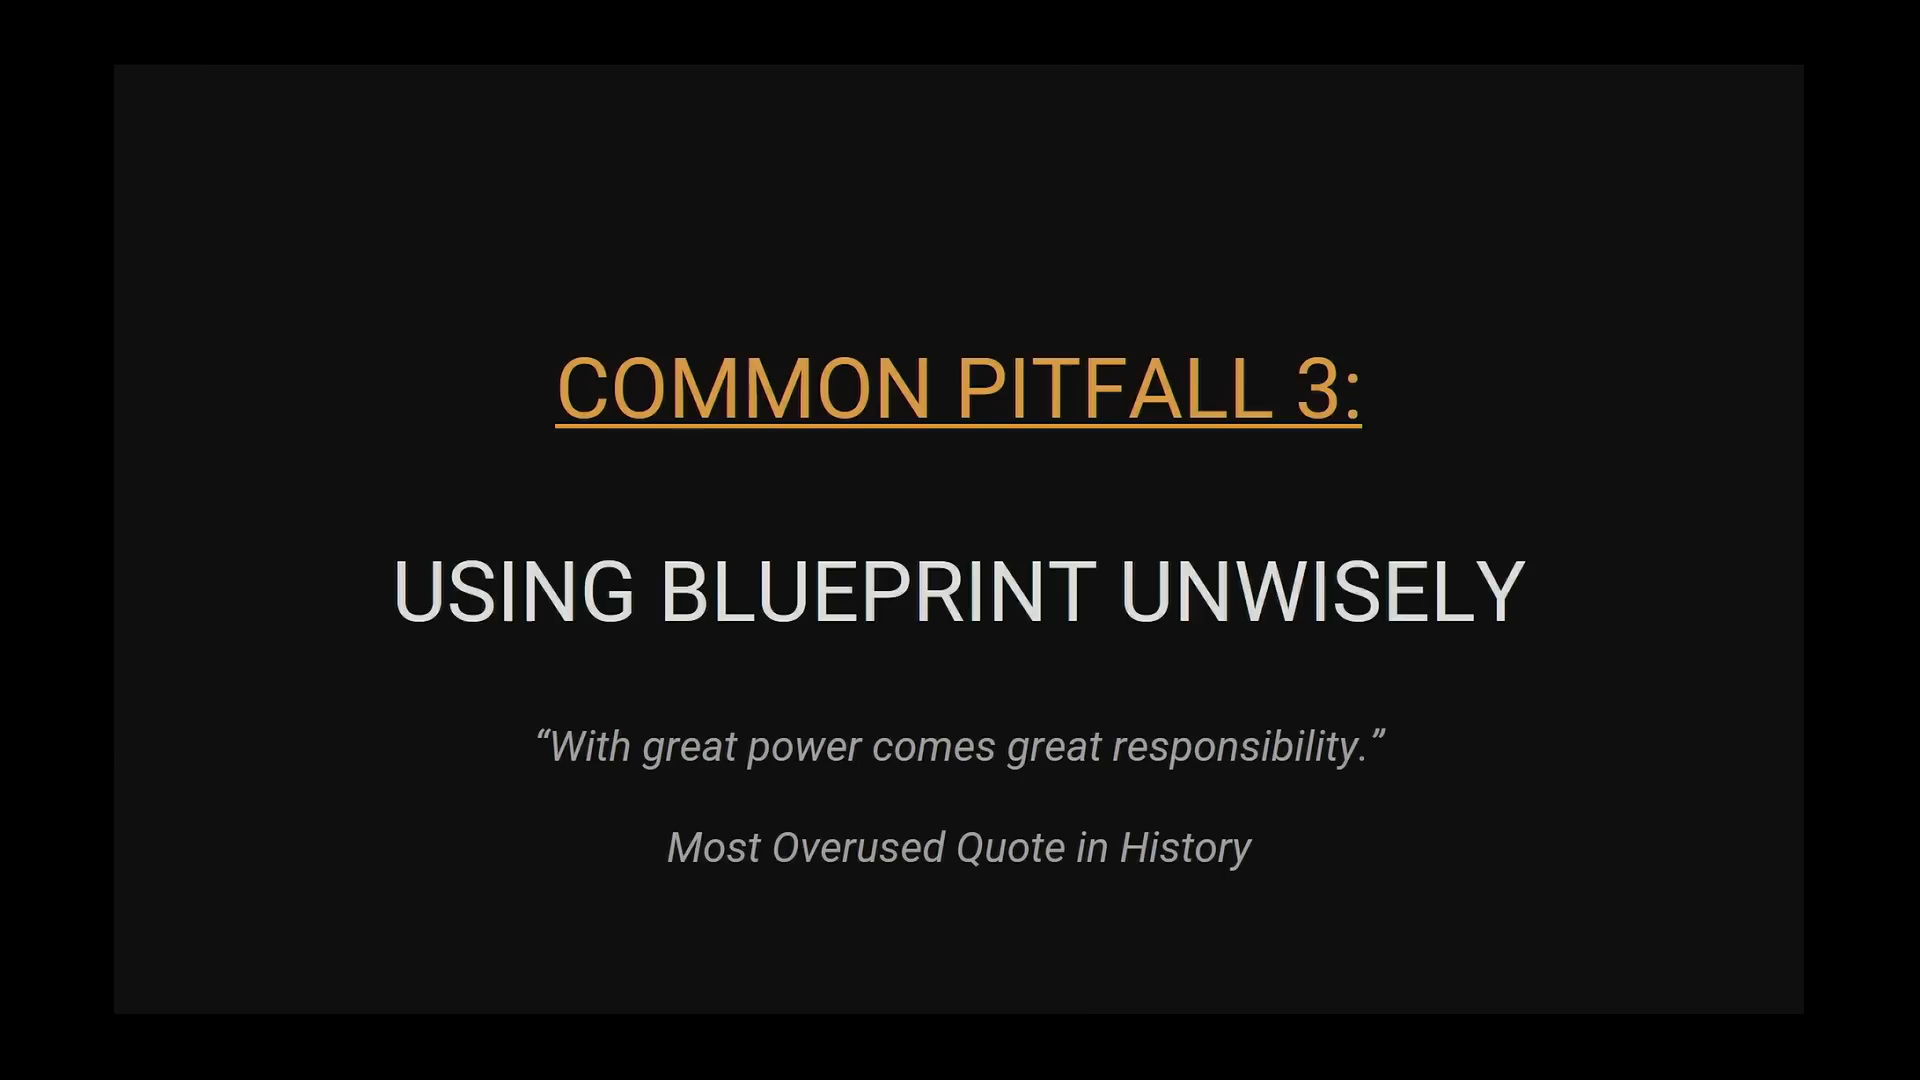 COMMON PITFALL 3:
USING BLUEPRINT UNWISELY
“With great power comes great responsibility.”
Most Overused Quote in History